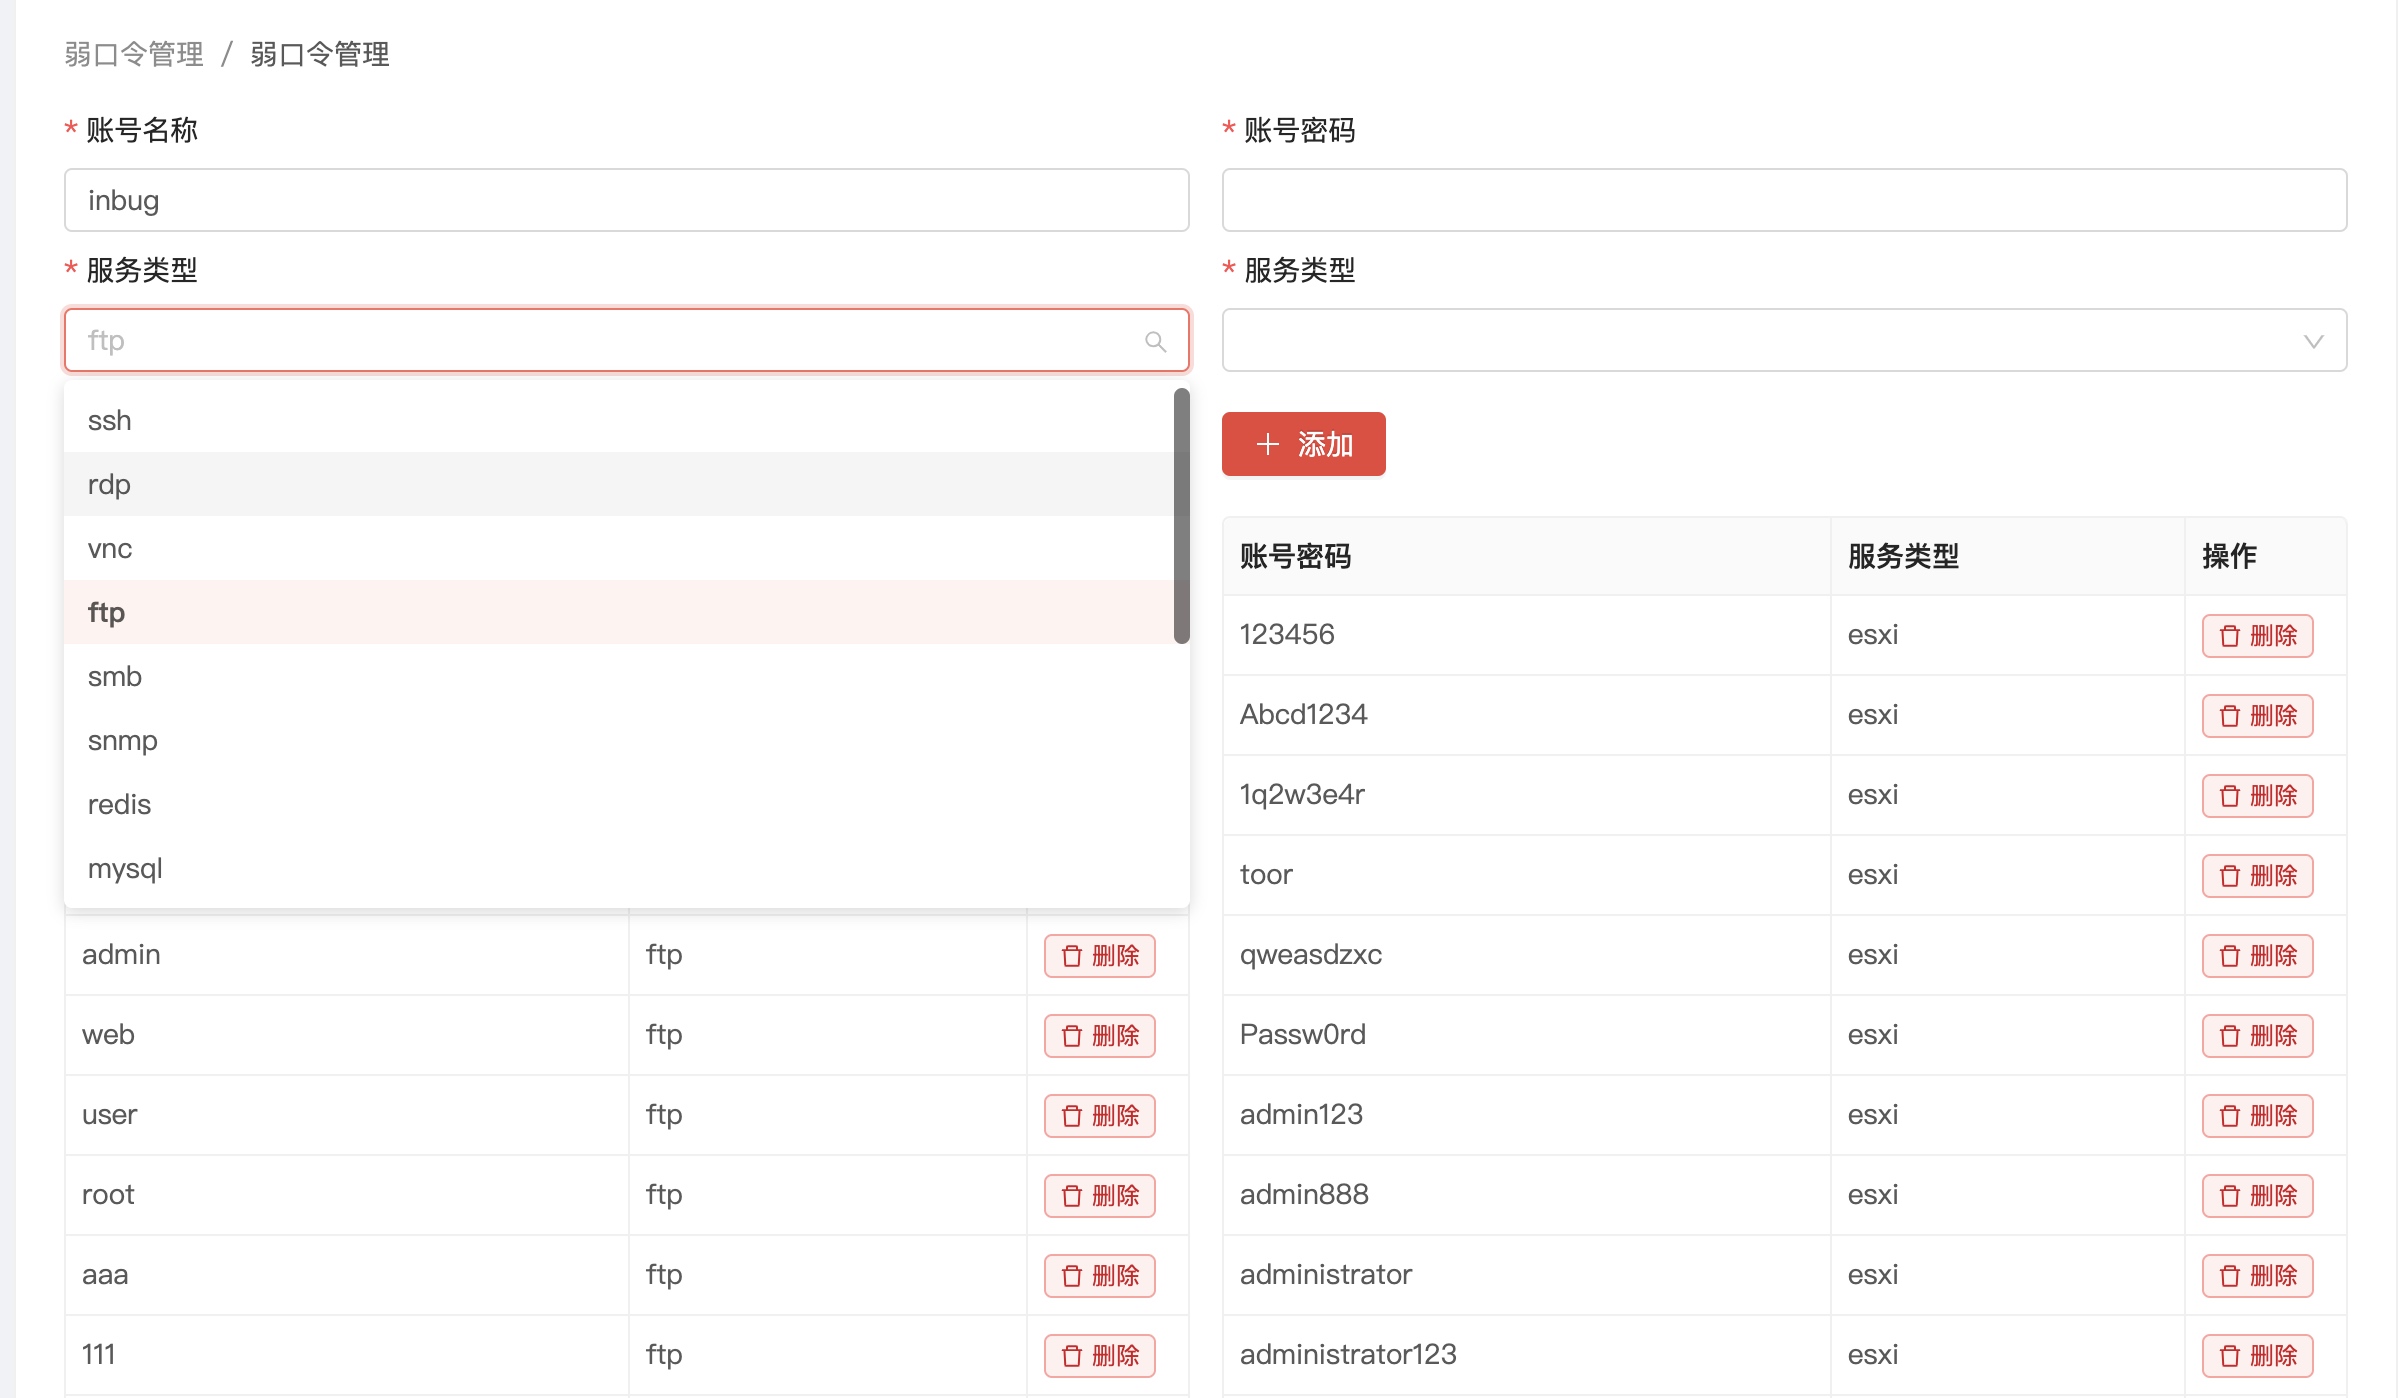 弱口令管理 / 弱口令管理
* 账号名称
inbug
* 服务类型
ftp
ssh
rdp
vnc
ftp
smb
snmp
redis
mysql
admin ftp 删除
web ftp 删除
user ftp 删除
root ftp 删除
aaa ftp 删除
111 ftp 删除
* 账号密码
* 服务类型
添加
账号密码 服务类型 操作
123456 esxi 删除
Abcd1234 esxi 删除
1q2w3e4r esxi 删除
toor esxi 删除
qweasdzxc esxi 删除
Passw0rd esxi 删除
admin123 esxi 删除
admin888 esxi 删除
administrator esxi 删除
administrator123 esxi 删除